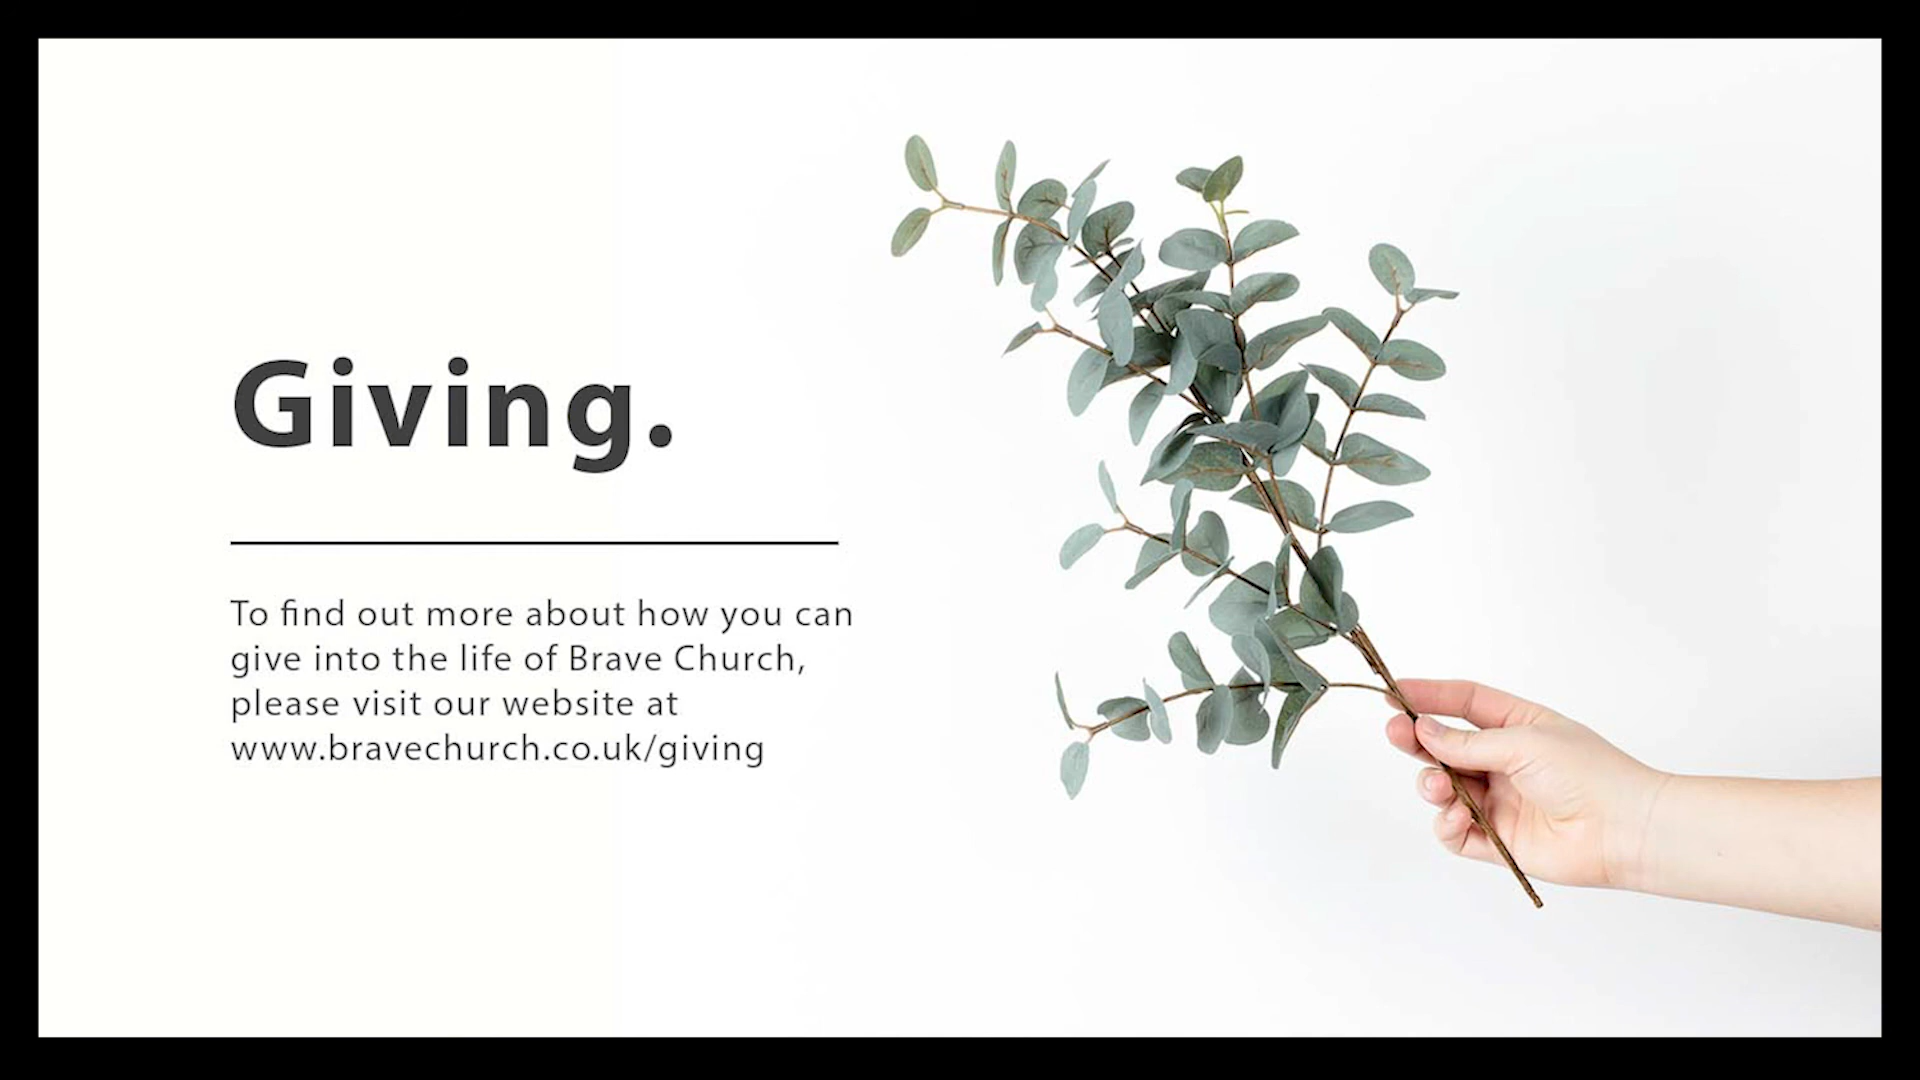 Giving.
To find out more about how you can
give into the life of Brave Church,
please visit our website at
www.bravechurch.co.uk/giving